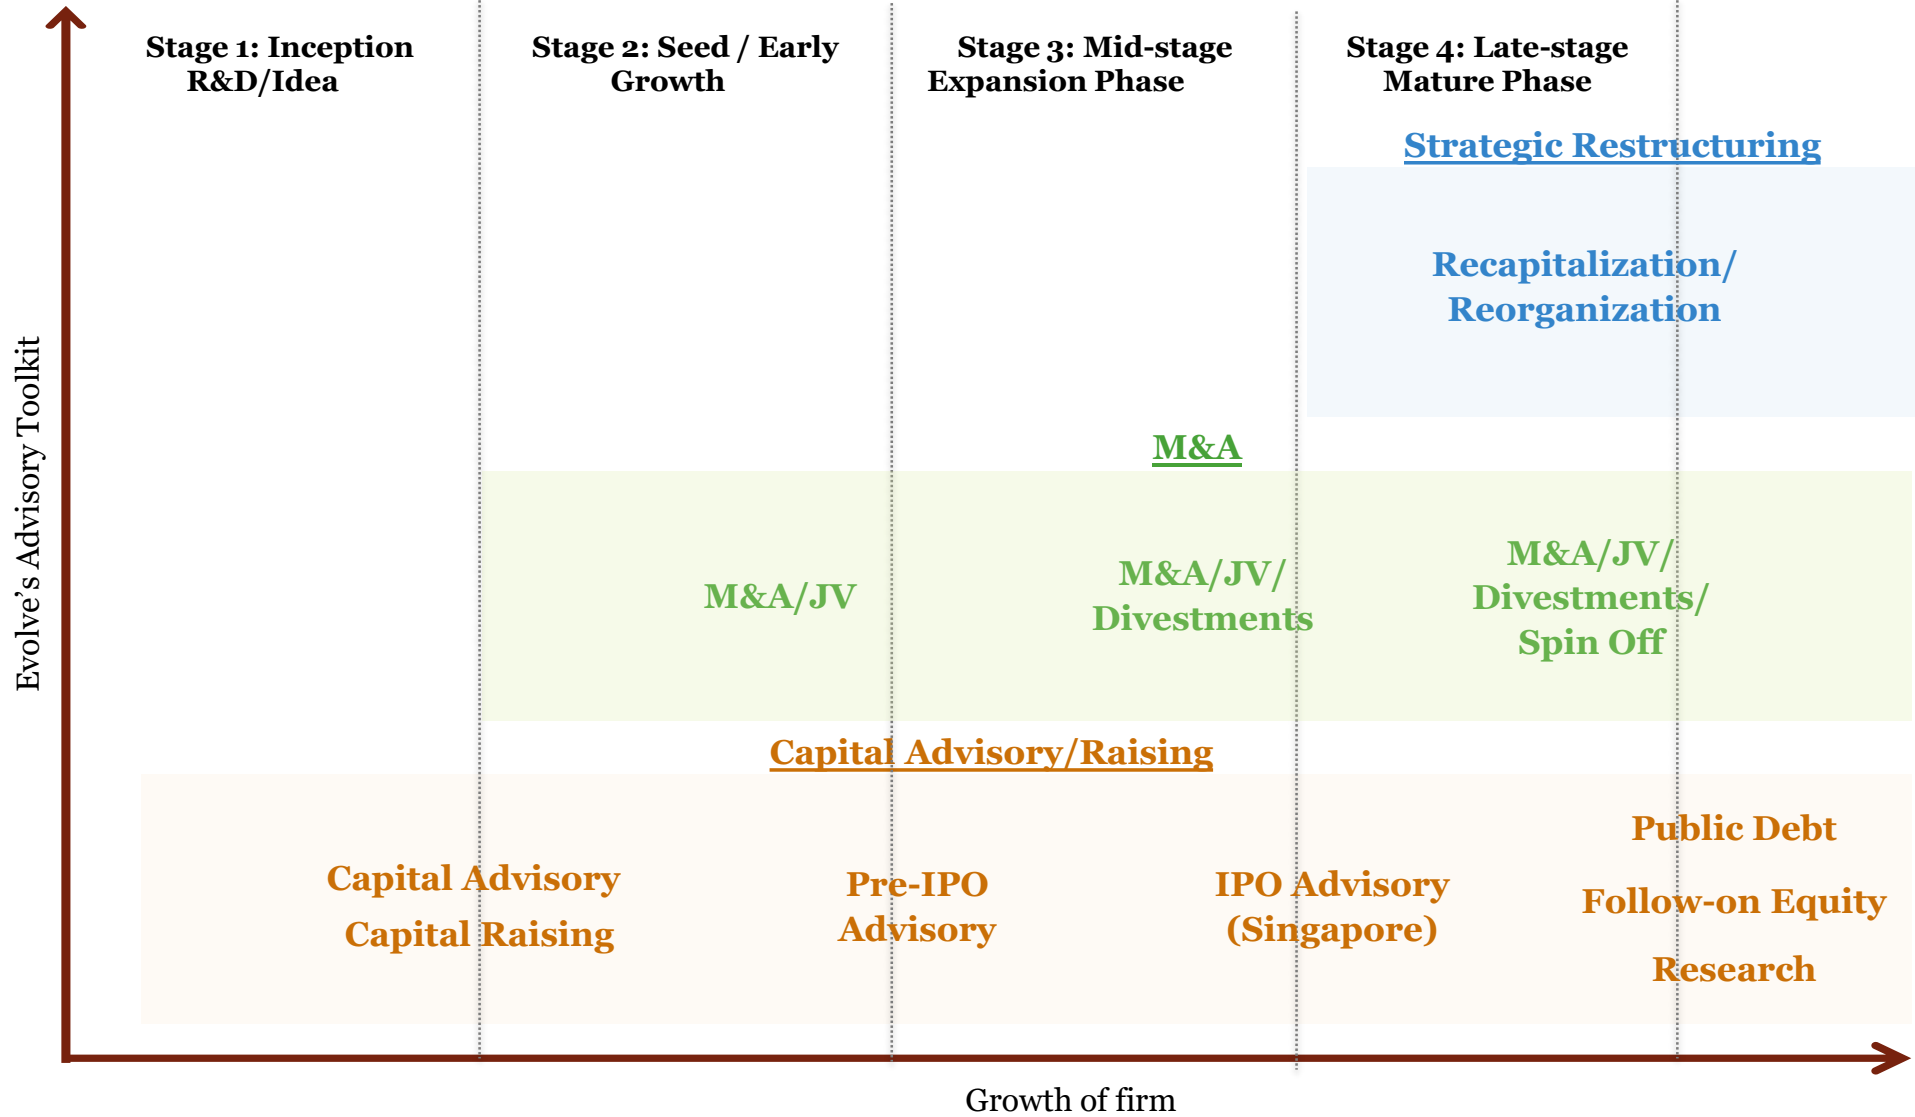 Stage 1: Inception
R&D/Idea
Stage 2: Seed / Early
Growth
Stage 3: Mid-stage
Expansion Phase
Stage 4: Late-stage
Mature Phase
Strategic Restructuring
Recapitalization/
Reorganization
M&A
M&A/JV
M&A/JV/
Divestments
M&A/JV/
Divestments/
Spin Off
Capital Advisory/Raising
Capital Advisory
Capital Raising
Pre-IPO
Advisory
IPO Advisory
(Singapore)
Public Debt
Follow-on Equity
Research
Evolve’s Advisory Toolkit
Growth of firm